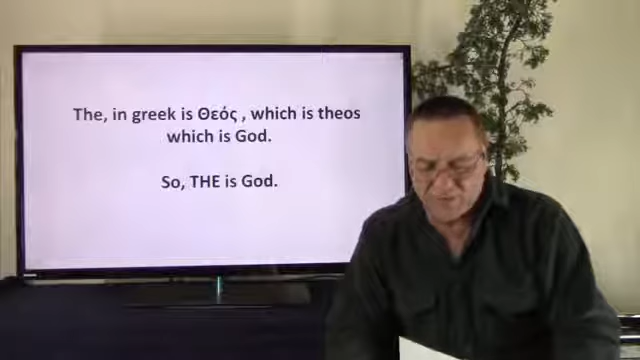 The, in greek is Θεός , which is theos
which is God.
So, THE is God.